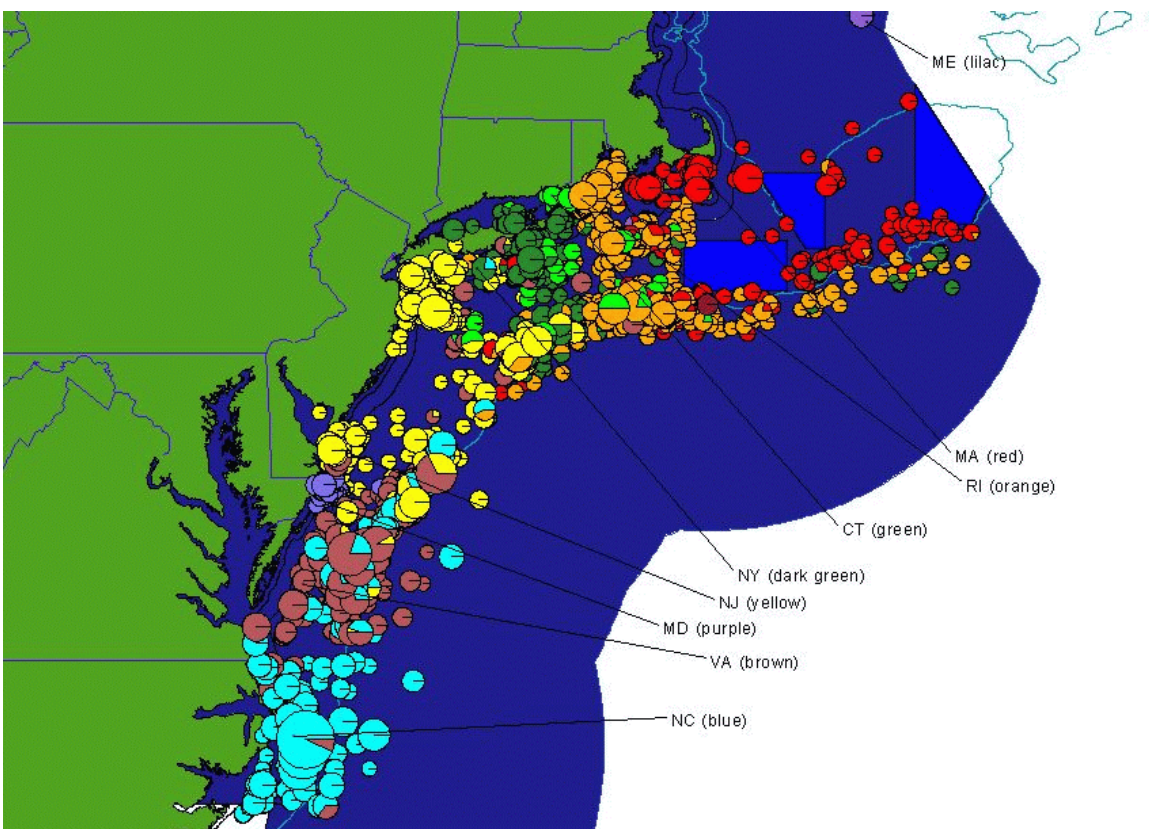 ME (lilac)
MA (red)
RI (orange)
CT (green)
NY (dark green)
NJ (yellow)
MD (purple)
VA (brown)
NC (blue)